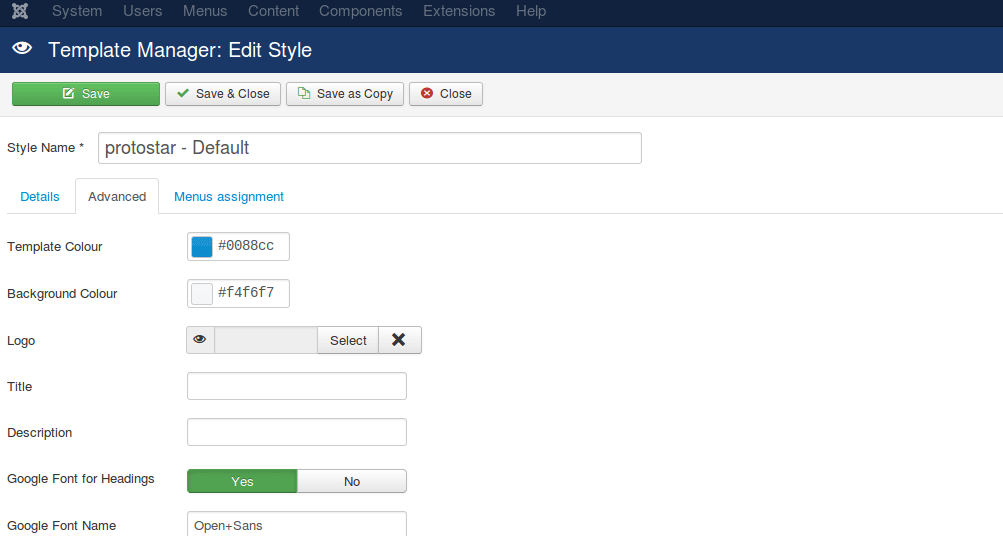 System Users Menus Content Components Extensions Help
Template Manager: Edit Style
Save Save & Close Save as Copy Close
Style Name * protostar - Default
Details Advanced Menus assignment
Template Colour #0088cc
Background Colour #f4f6f7
Logo Select
Title
Description
Google Font for Headings Yes No
Google Font Name Open+Sans